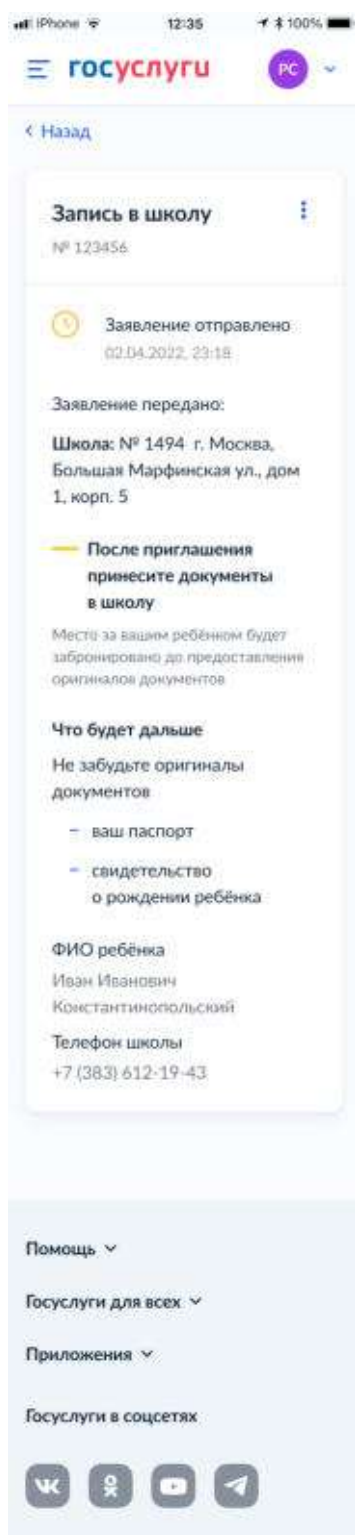 iPhone 12:35 100%
госуслуги РС
Назад
Запись в школу
№ 123456
Заявление отправлено
02.04.2022, 23:18
Заявление передано:
Школа: № 1494 г. Москва,
Большая Марфинская ул., дом
1, корп. 5
После приглашения
принесите документы
в школу
Место за вашим ребёнком будет
забронировано до предоставления
оригиналов документов
Что будет дальше
Не забудьте оригиналы
документов
– ваш паспорт
– свидетельство
о рождении ребёнка
ФИО ребёнка
Иван Иванович
Константинопольский
Телефон школы
+7 (383) 612-19-43
Помощь
Госуслуги для всех
Приложения
Госуслуги в соцсетях